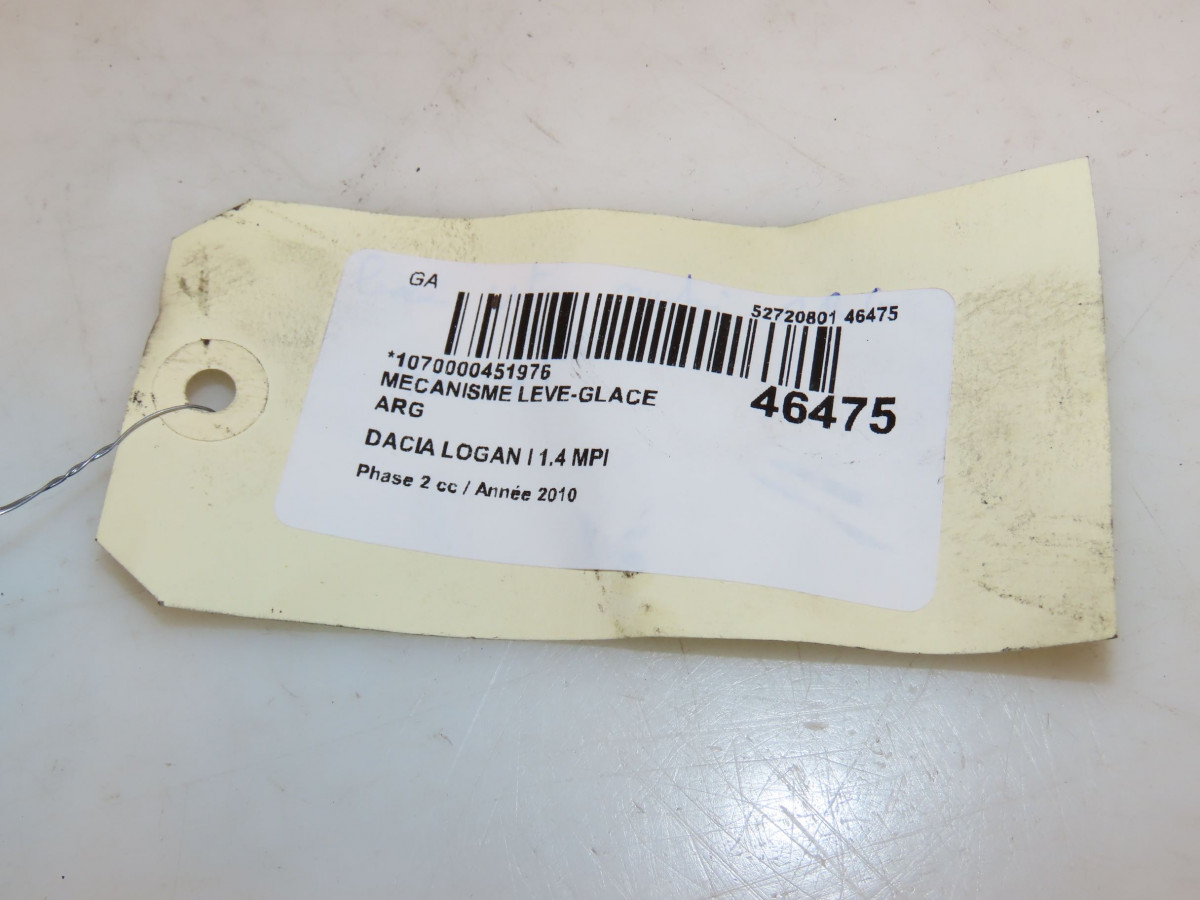 GA
52720801 46475
*1070000451976
MECANISME LEVE-GLACE
ARG
46475
DACIA LOGAN I 1.4 MPI
Phase 2 cc / Année 2010